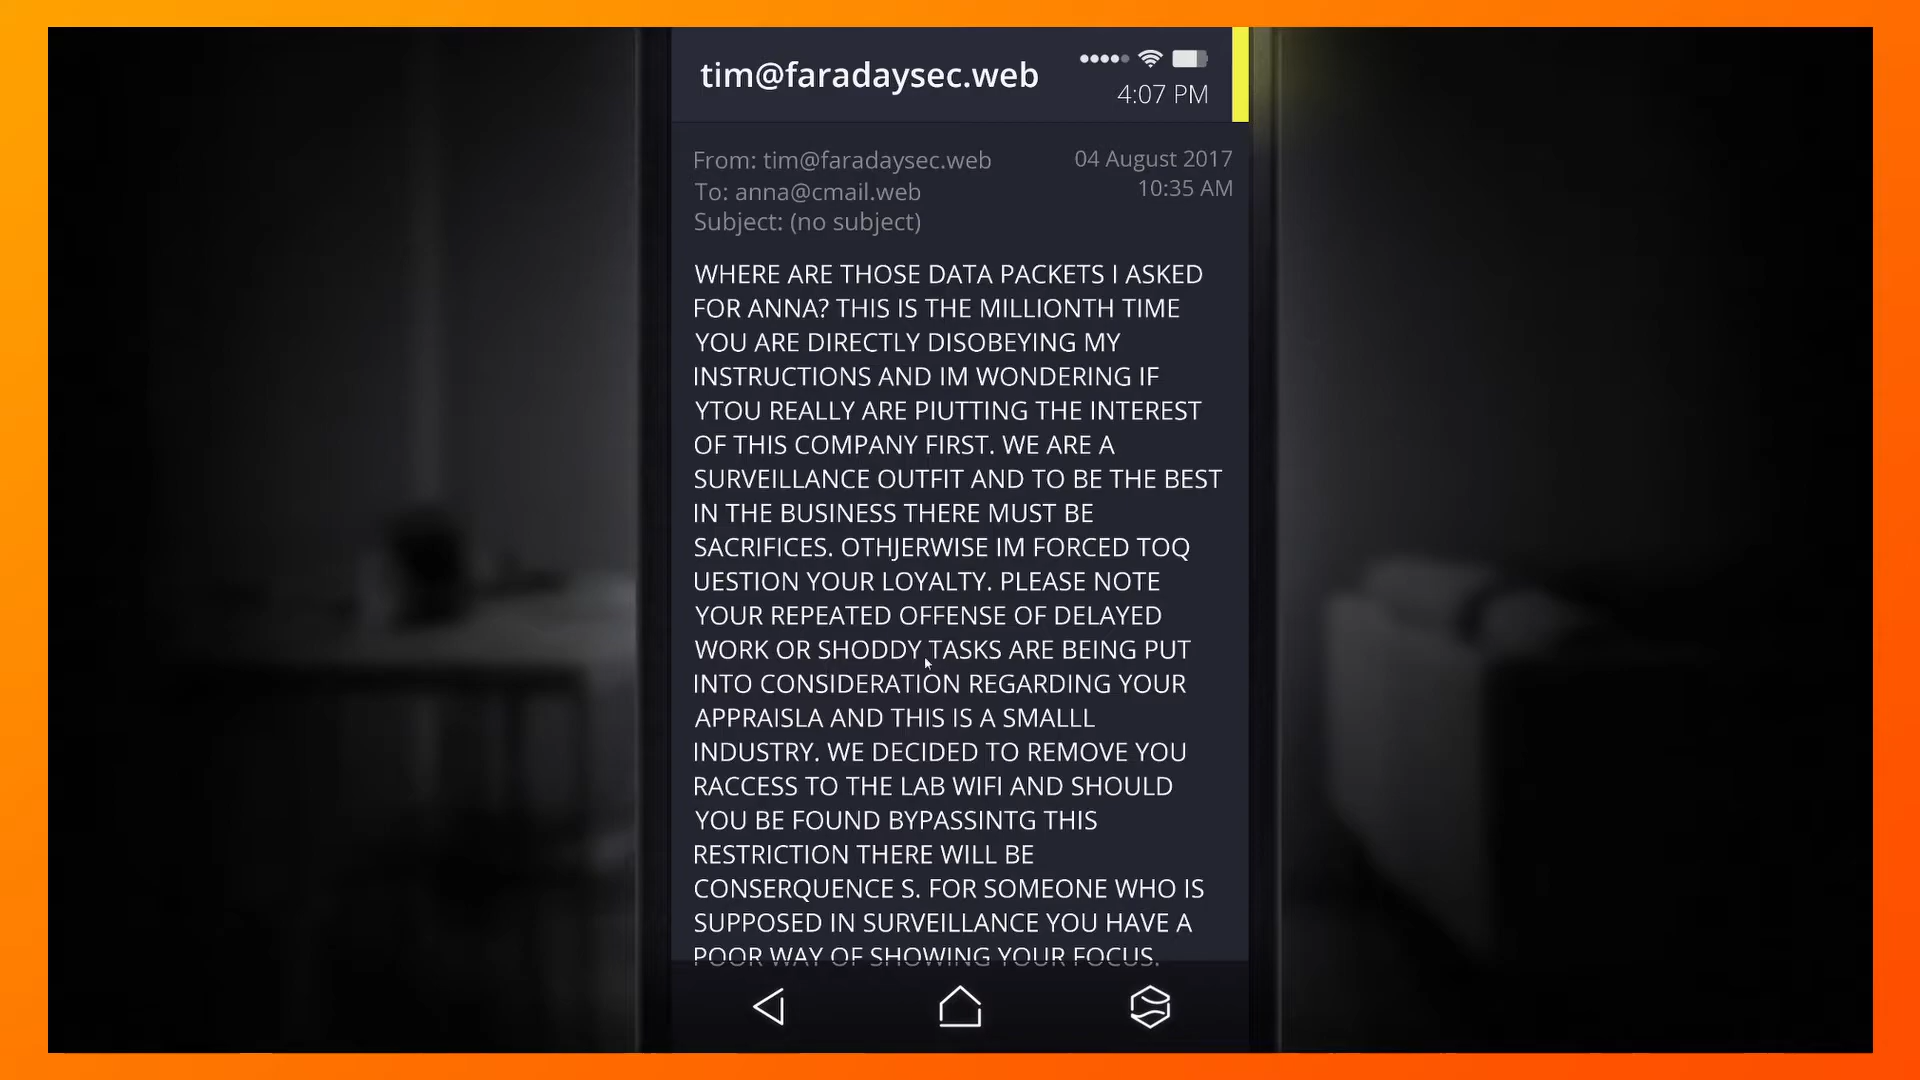 tim@faradaysec.web
4:07 PM
From: tim@faradaysec.web
04 August 2017
To: anna@cmail.web
10:35 AM
Subject: (no subject)
WHERE ARE THOSE DATA PACKETS I ASKED
FOR ANNA? THIS IS THE MILLIONTH TIME
YOU ARE DIRECTLY DISOBEYING MY
INSTRUCTIONS AND IM WONDERING IF
YTOU REALLY ARE PIUTTING THE INTEREST
OF THIS COMPANY FIRST. WE ARE A
SURVEILLANCE OUTFIT AND TO BE THE BEST
IN THE BUSINESS THERE MUST BE
SACRIFICES. OTHJERWISE IM FORCED TOQ
UESTION YOUR LOYALTY. PLEASE NOTE
YOUR REPEATED OFFENSE OF DELAYED
WORK OR SHODDY TASKS ARE BEING PUT
INTO CONSIDERATION REGARDING YOUR
APPRAISLA AND THIS IS A SMALLL
INDUSTRY. WE DECIDED TO REMOVE YOU
RACCESS TO THE LAB WIFI AND SHOULD
YOU BE FOUND BYPASSINTG THIS
RESTRICTION THERE WILL BE
CONSERQUENCE S. FOR SOMEONE WHO IS
SUPPOSED IN SURVEILLANCE YOU HAVE A
POOR WAY OF SHOWING YOUR FOCUS.